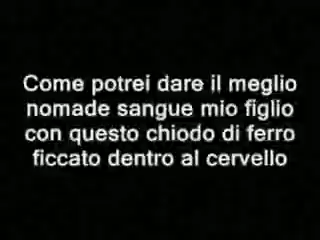 Come potrei dare il meglio
nomade sangue mio figlio
con questo chiodo di ferro
ficcato dentro al cervello